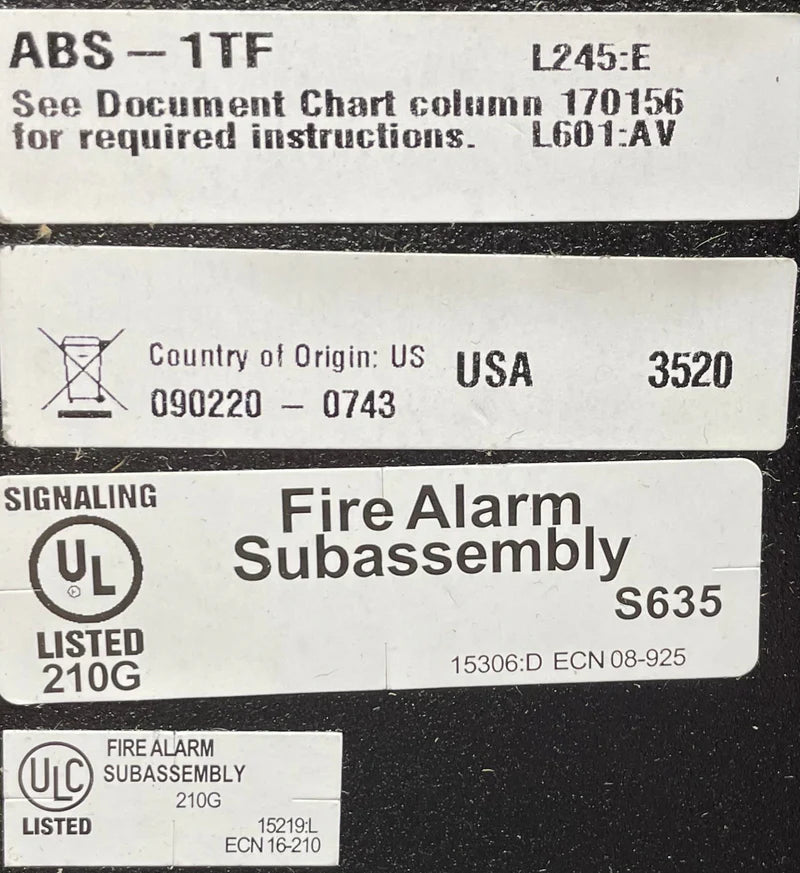 ABS – 1TF L245:E
See Document Chart column 170156
for required instructions. L601:AV
Country of Origin: US USA 3520
090220 – 0743
SIGNALING
UL
LISTED
210G
Fire Alarm
Subassembly
S635
15306:D ECN 08-925
ULC
LISTED
FIRE ALARM
SUBASSEMBLY
210G
15219:L
ECN 16-210